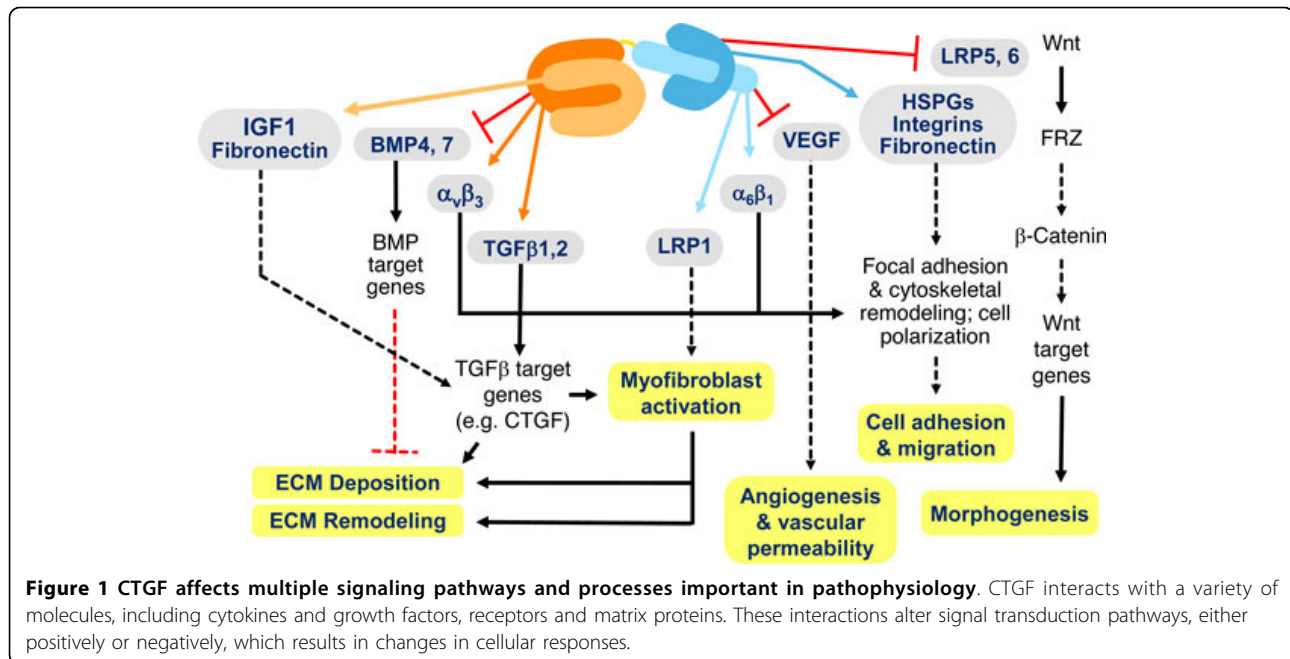 LRP5, 6
Wnt
IGF1
Fibronectin
BMP4, 7
VEGF
HSPGs
Integrins
Fibronectin
FRZ
αvβ3
α6β1
BMP
target
genes
TGFβ1,2
LRP1
β-Catenin
Focal adhesion
& cytoskeletal
remodeling; cell
polarization
Wnt
target
genes
TGFβ target
genes
(e.g. CTGF)
Myofibroblast
activation
Cell adhesion
& migration
ECM Deposition
ECM Remodeling
Angiogenesis
& vascular
permeability
Morphogenesis
Figure 1 CTGF affects multiple signaling pathways and processes important in pathophysiology. CTGF interacts with a variety of
molecules, including cytokines and growth factors, receptors and matrix proteins. These interactions alter signal transduction pathways, either
positively or negatively, which results in changes in cellular responses.